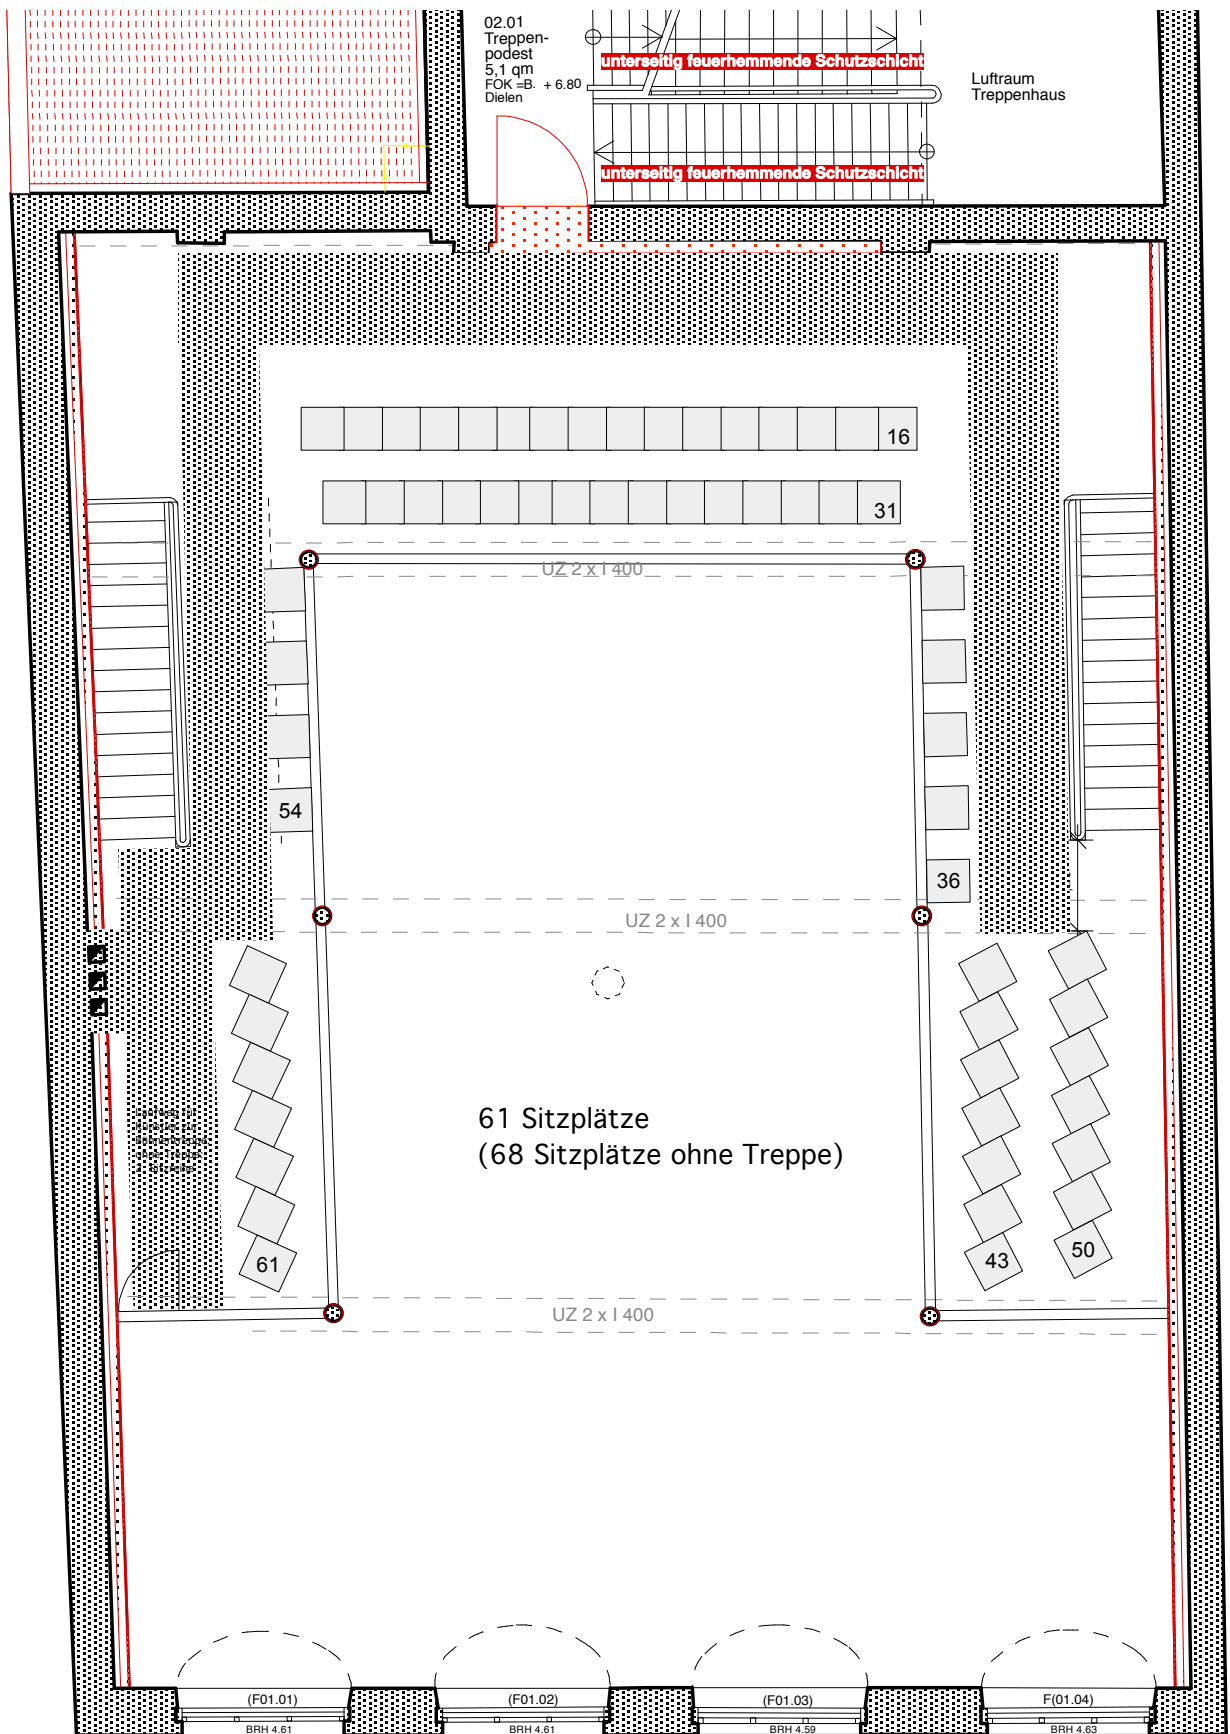 02.01
Treppen-
podest
5,1 qm
FOK =B. + 6.80
Dielen
unterseitig feuerhemmende Schutzschicht
Luftraum
Treppenhaus
unterseitig feuerhemmende Schutzschicht
16
31
UZ 2 x I 400
54
36
UZ 2 x I 400
61 Sitzplätze
(68 Sitzplätze ohne Treppe)
61
43
50
UZ 2 x I 400
(F01.01)
(F01.02)
(F01.03)
F(01.04)
BRH 4.61
BRH 4.61
BRH 4.59
BRH 4.63